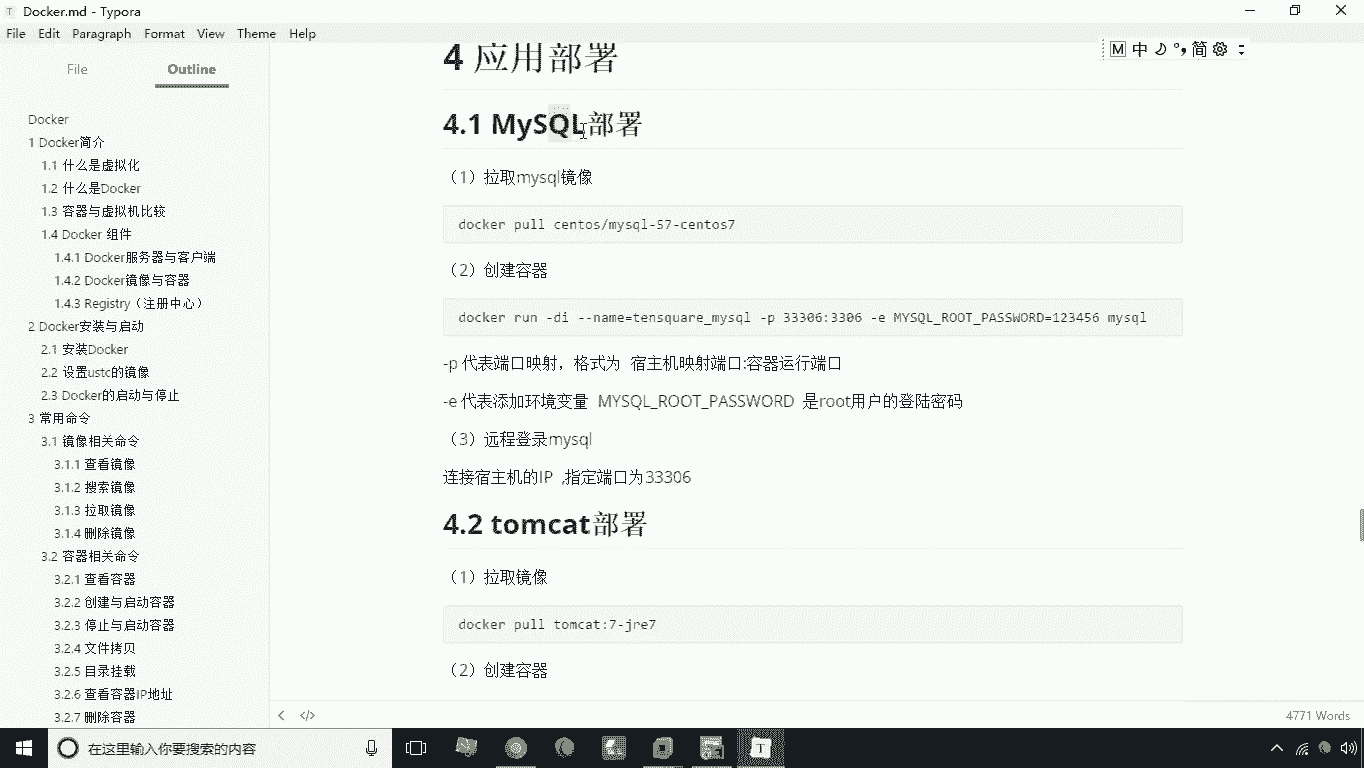 Docker.md - Typora
File Edit Paragraph Format View Theme Help
M 中 简
File Outline
Docker
1 Docker简介
1.1 什么是虚拟化
1.2 什么是Docker
1.3 容器与虚拟机比较
1.4 Docker 组件
1.4.1 Docker服务器与客户端
1.4.2 Docker镜像与容器
1.4.3 Registry（注册中心）
2 Docker安装与启动
2.1 安装Docker
2.2 设置ustc的镜像
2.3 Docker的启动与停止
3 常用命令
3.1 镜像相关命令
3.1.1 查看镜像
3.1.2 搜索镜像
3.1.3 拉取镜像
3.1.4 删除镜像
3.2 容器相关命令
3.2.1 查看容器
3.2.2 创建与启动容器
3.2.3 停止与启动容器
3.2.4 文件拷贝
3.2.5 目录挂载
3.2.6 查看容器IP地址
3.2.7 删除容器
4 应用部署
4.1 MySQL部署
（1）拉取mysql镜像
docker pull centos/mysql-57-centos7
（2）创建容器
docker run -di --name=tensquare_mysql -p 33306:3306 -e MYSQL_ROOT_PASSWORD=123456 mysql
-p 代表端口映射，格式为 宿主机映射端口:容器运行端口
-e 代表添加环境变量 MYSQL_ROOT_PASSWORD 是root用户的登陆密码
（3）远程登录mysql
连接宿主机的IP ,指定端口为33306
4.2 tomcat部署
（1）拉取镜像
docker pull tomcat:7-jre7
（2）创建容器
4771 Words
在这里输入你要搜索的内容
T